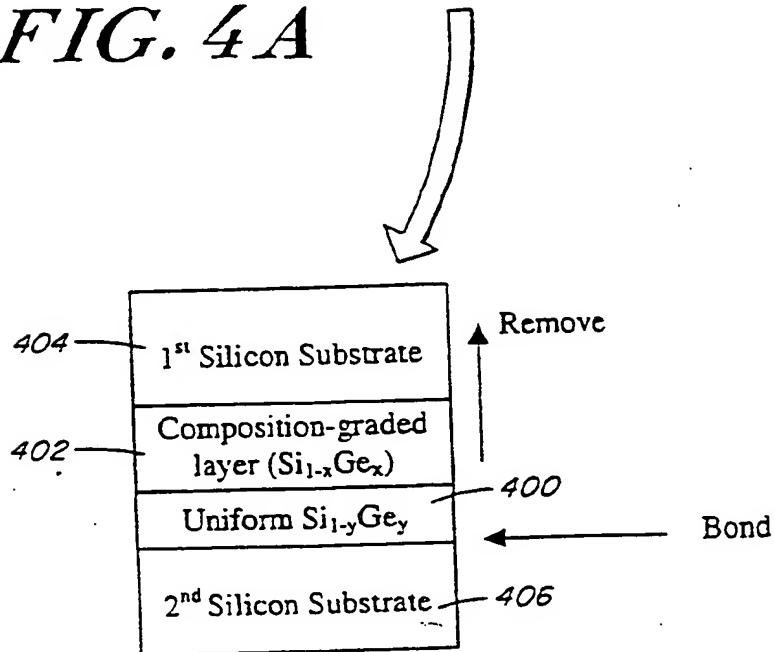 FIG. 4A
404
1st Silicon Substrate
Remove
402
Composition-graded
layer (Si1-xGex)
400
Uniform Si1-yGey
Bond
2nd Silicon Substrate
406